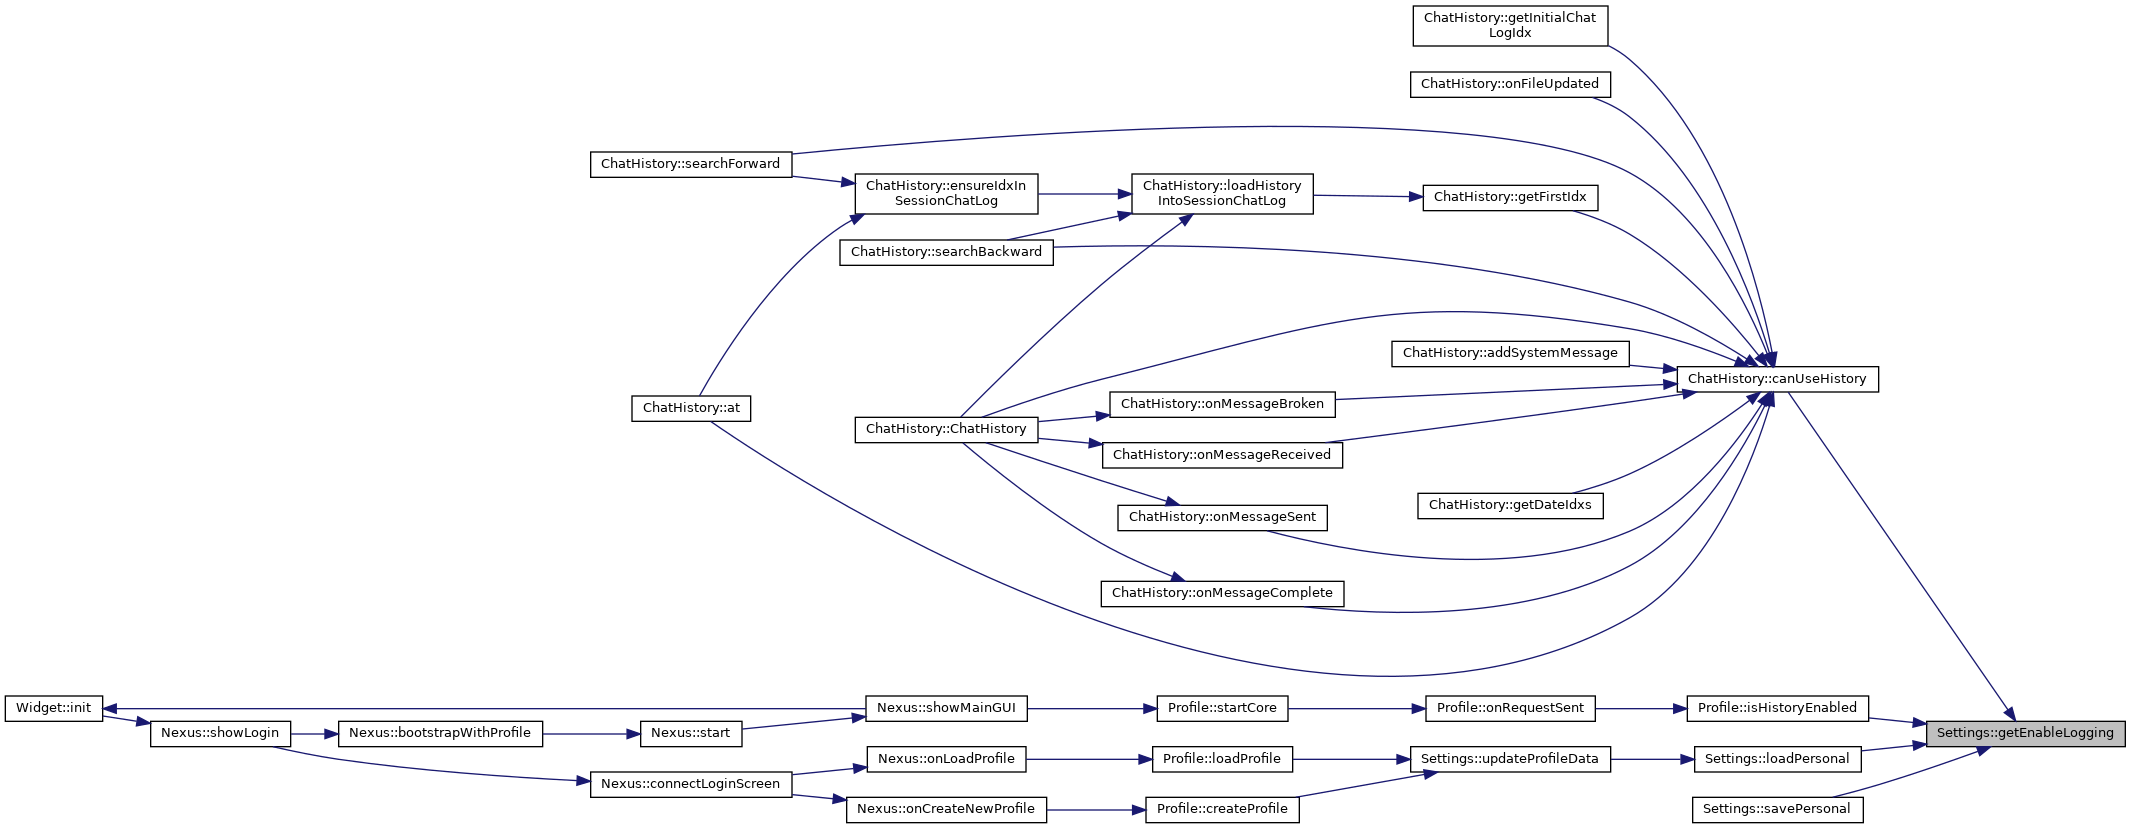 ChatHistory::getInitialChat
LogIdx
ChatHistory::onFileUpdated
ChatHistory::searchForward
ChatHistory::ensureIdxIn
SessionChatLog
ChatHistory::loadHistory
IntoSessionChatLog
ChatHistory::getFirstIdx
ChatHistory::searchBackward
ChatHistory::addSystemMessage
ChatHistory::canUseHistory
ChatHistory::at
ChatHistory::onMessageBroken
ChatHistory::ChatHistory
ChatHistory::onMessageReceived
ChatHistory::getDateIdxs
ChatHistory::onMessageSent
ChatHistory::onMessageComplete
Widget::init
Nexus::showMainGUI
Profile::startCore
Profile::onRequestSent
Profile::isHistoryEnabled
Nexus::showLogin
Nexus::bootstrapWithProfile
Nexus::start
Settings::getEnableLogging
Nexus::onLoadProfile
Profile::loadProfile
Settings::updateProfileData
Settings::loadPersonal
Nexus::connectLoginScreen
Nexus::onCreateNewProfile
Profile::createProfile
Settings::savePersonal